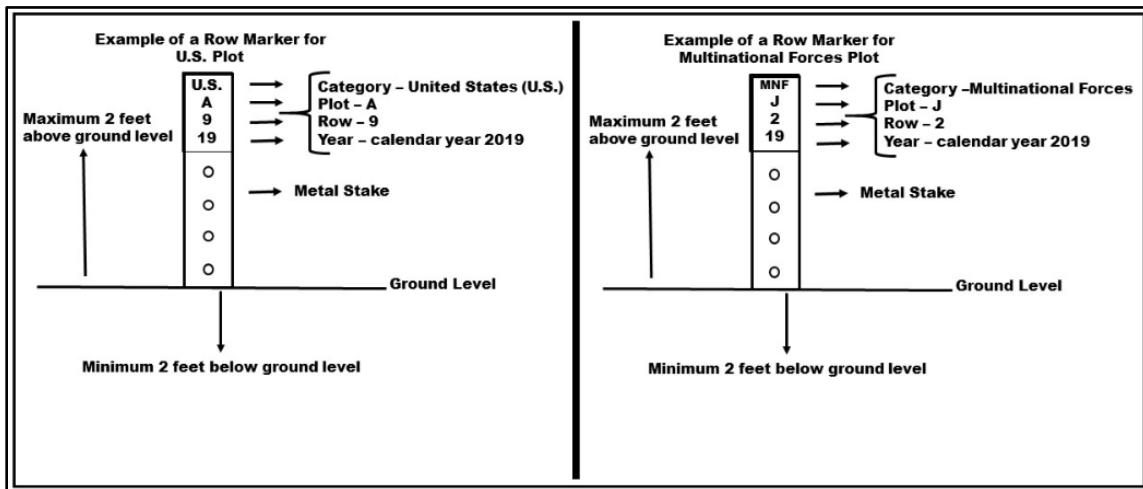 Example of a Row Marker for
U.S. Plot
U.S.
A
9
19
Category – United States (U.S.)
Plot – A
Row – 9
Year – calendar year 2019
Maximum 2 feet
above ground level
Metal Stake
Ground Level
Minimum 2 feet below ground level
Example of a Row Marker for
Multinational Forces Plot
MNF
J
2
19
Category –Multinational Forces
Plot – J
Row – 2
Year – calendar year 2019
Maximum 2 feet
above ground level
Metal Stake
Ground Level
Minimum 2 feet below ground level